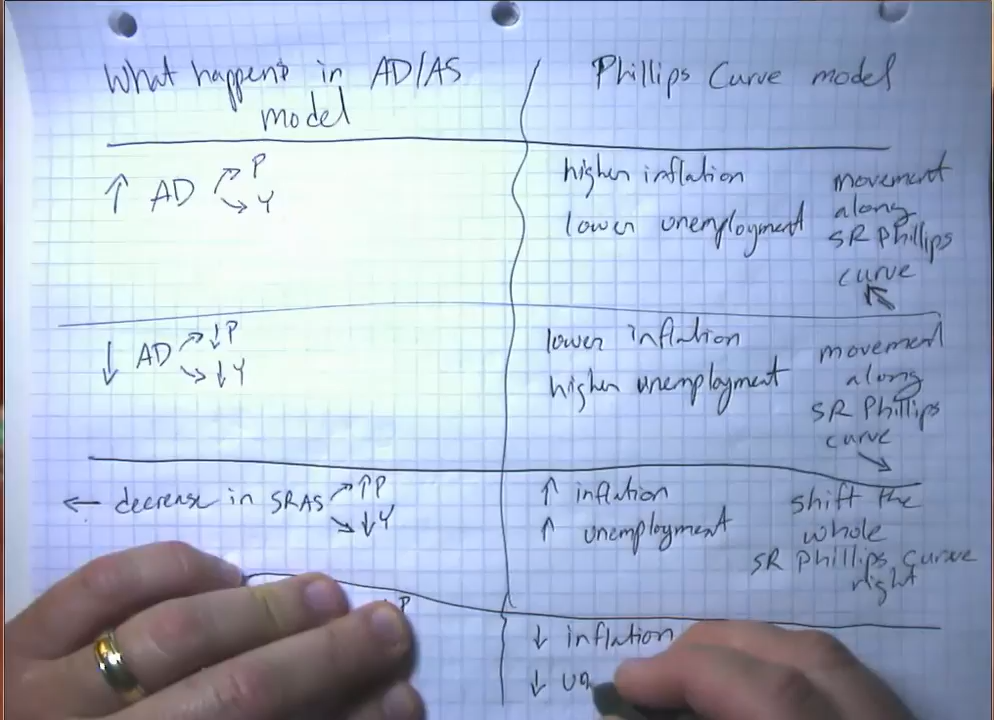 What happens in AD/AS
model
Phillips Curve model
↑ AD ↗ P
↘ Y
higher inflation
lower unemployment
movement
along
SR Phillips
curve
↖
↓ AD ↗ ↓P
↘ ↓Y
lower inflation
higher unemployment
movement
along
SR Phillips
curve
↘
← decrease in SRAS ↗ ↑P
↘ ↓Y
↑ inflation
↑ unemployment
shift the
whole
SR Phillips curve
right
P
↓ inflation
↓ un